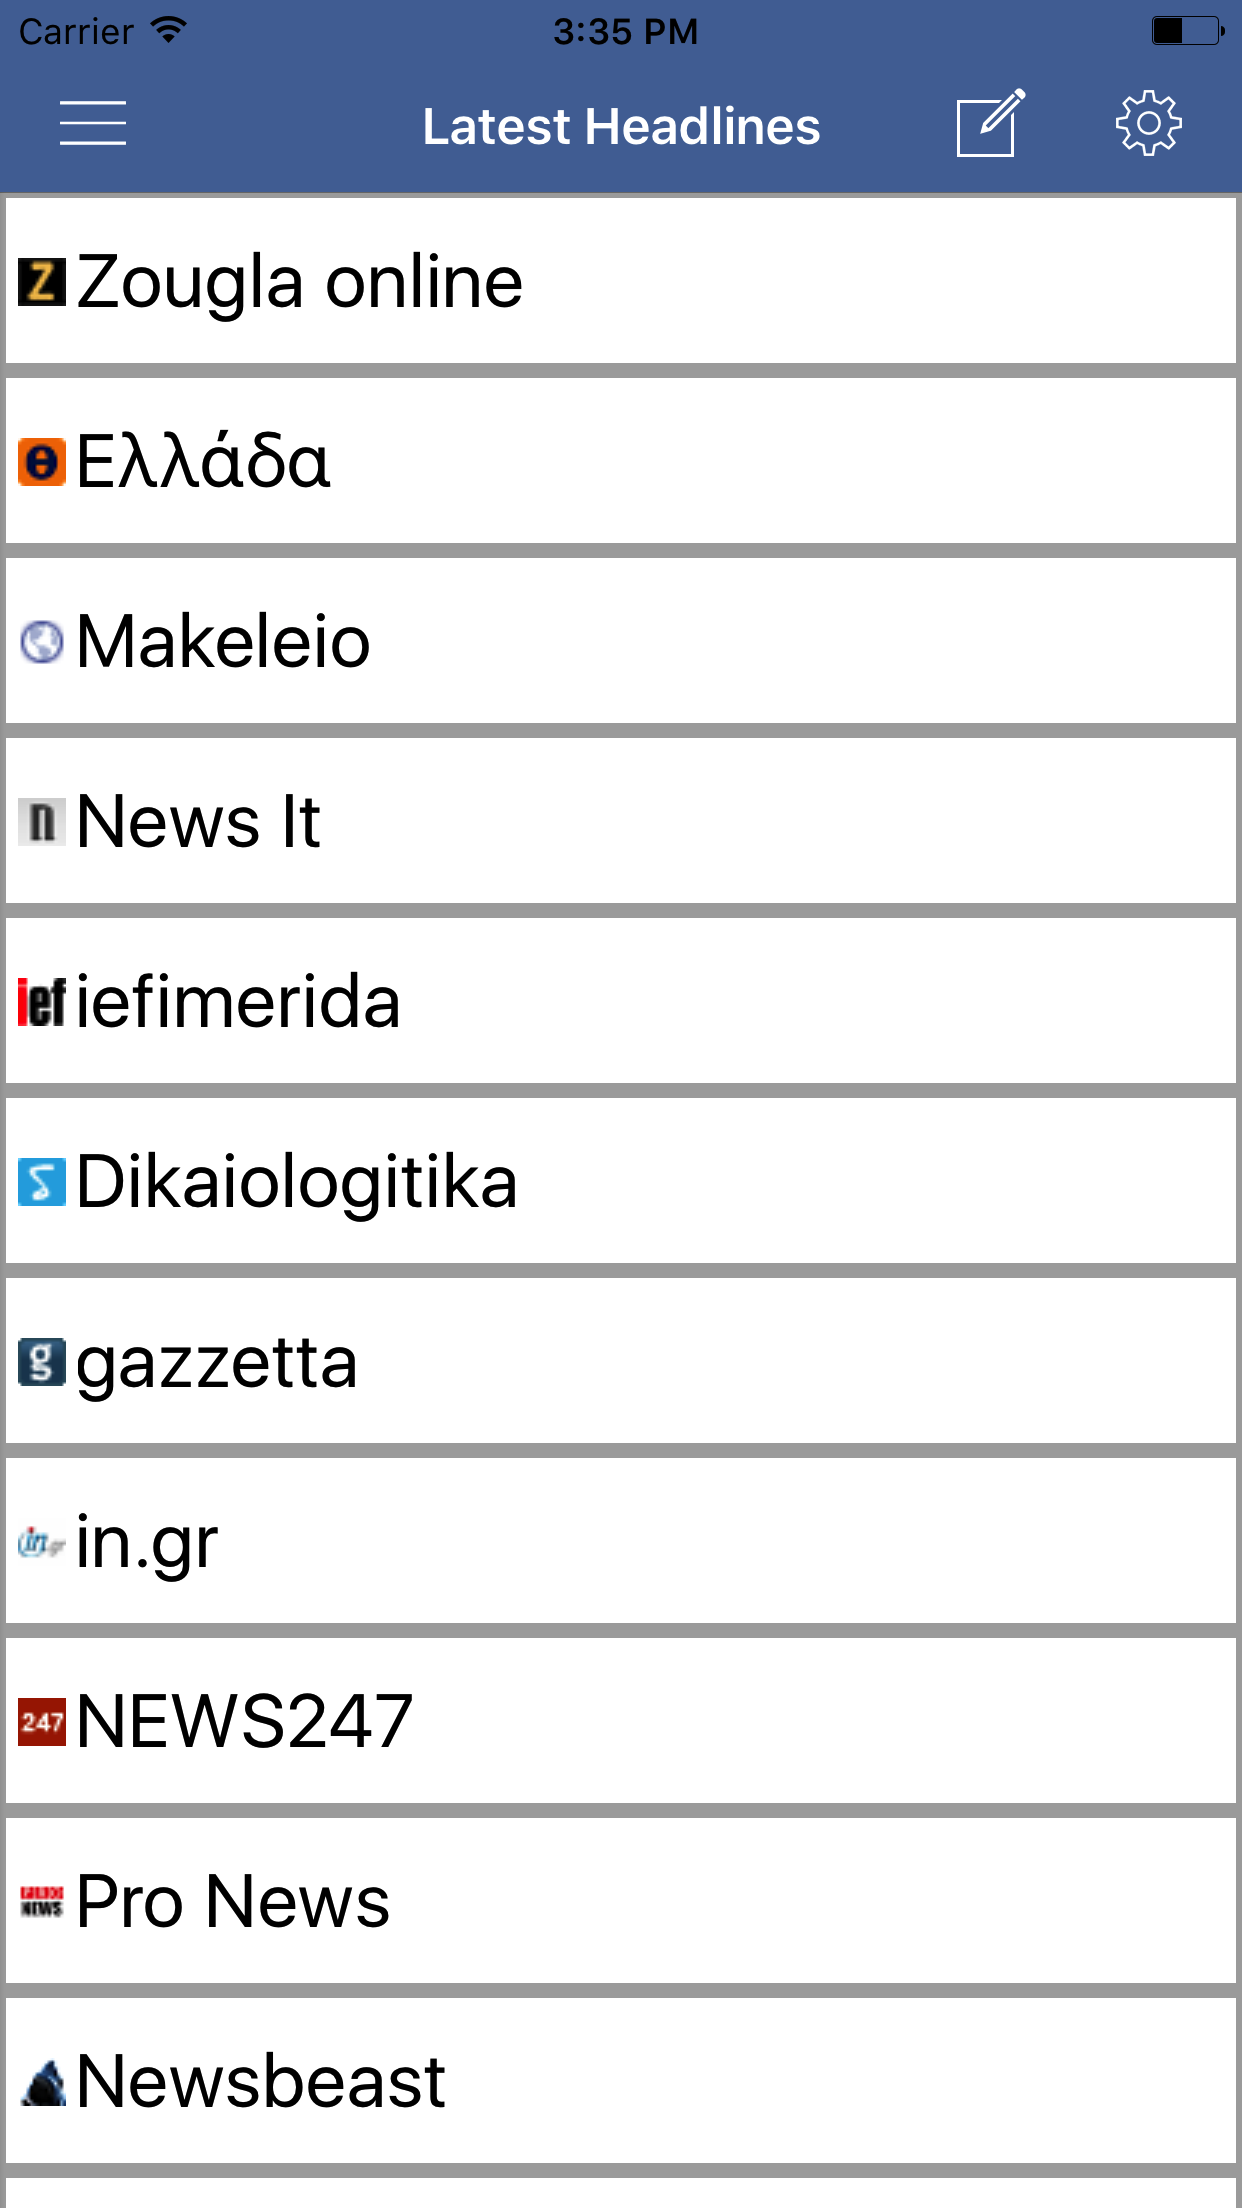 Carrier 3:35 PM
Latest Headlines
Z Zougla online
Ελλάδα
Makeleio
n News It
ief iefimerida
Dikaiologitika
g gazzetta
in.gr in.gr
247 NEWS247
NEWS Pro News
Newsbeast